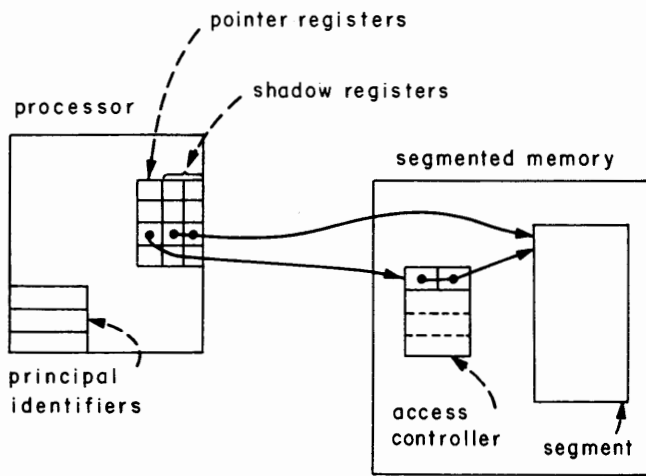 pointer registers
shadow registers
processor
segmented memory
principal
identifiers
access
controller
segment